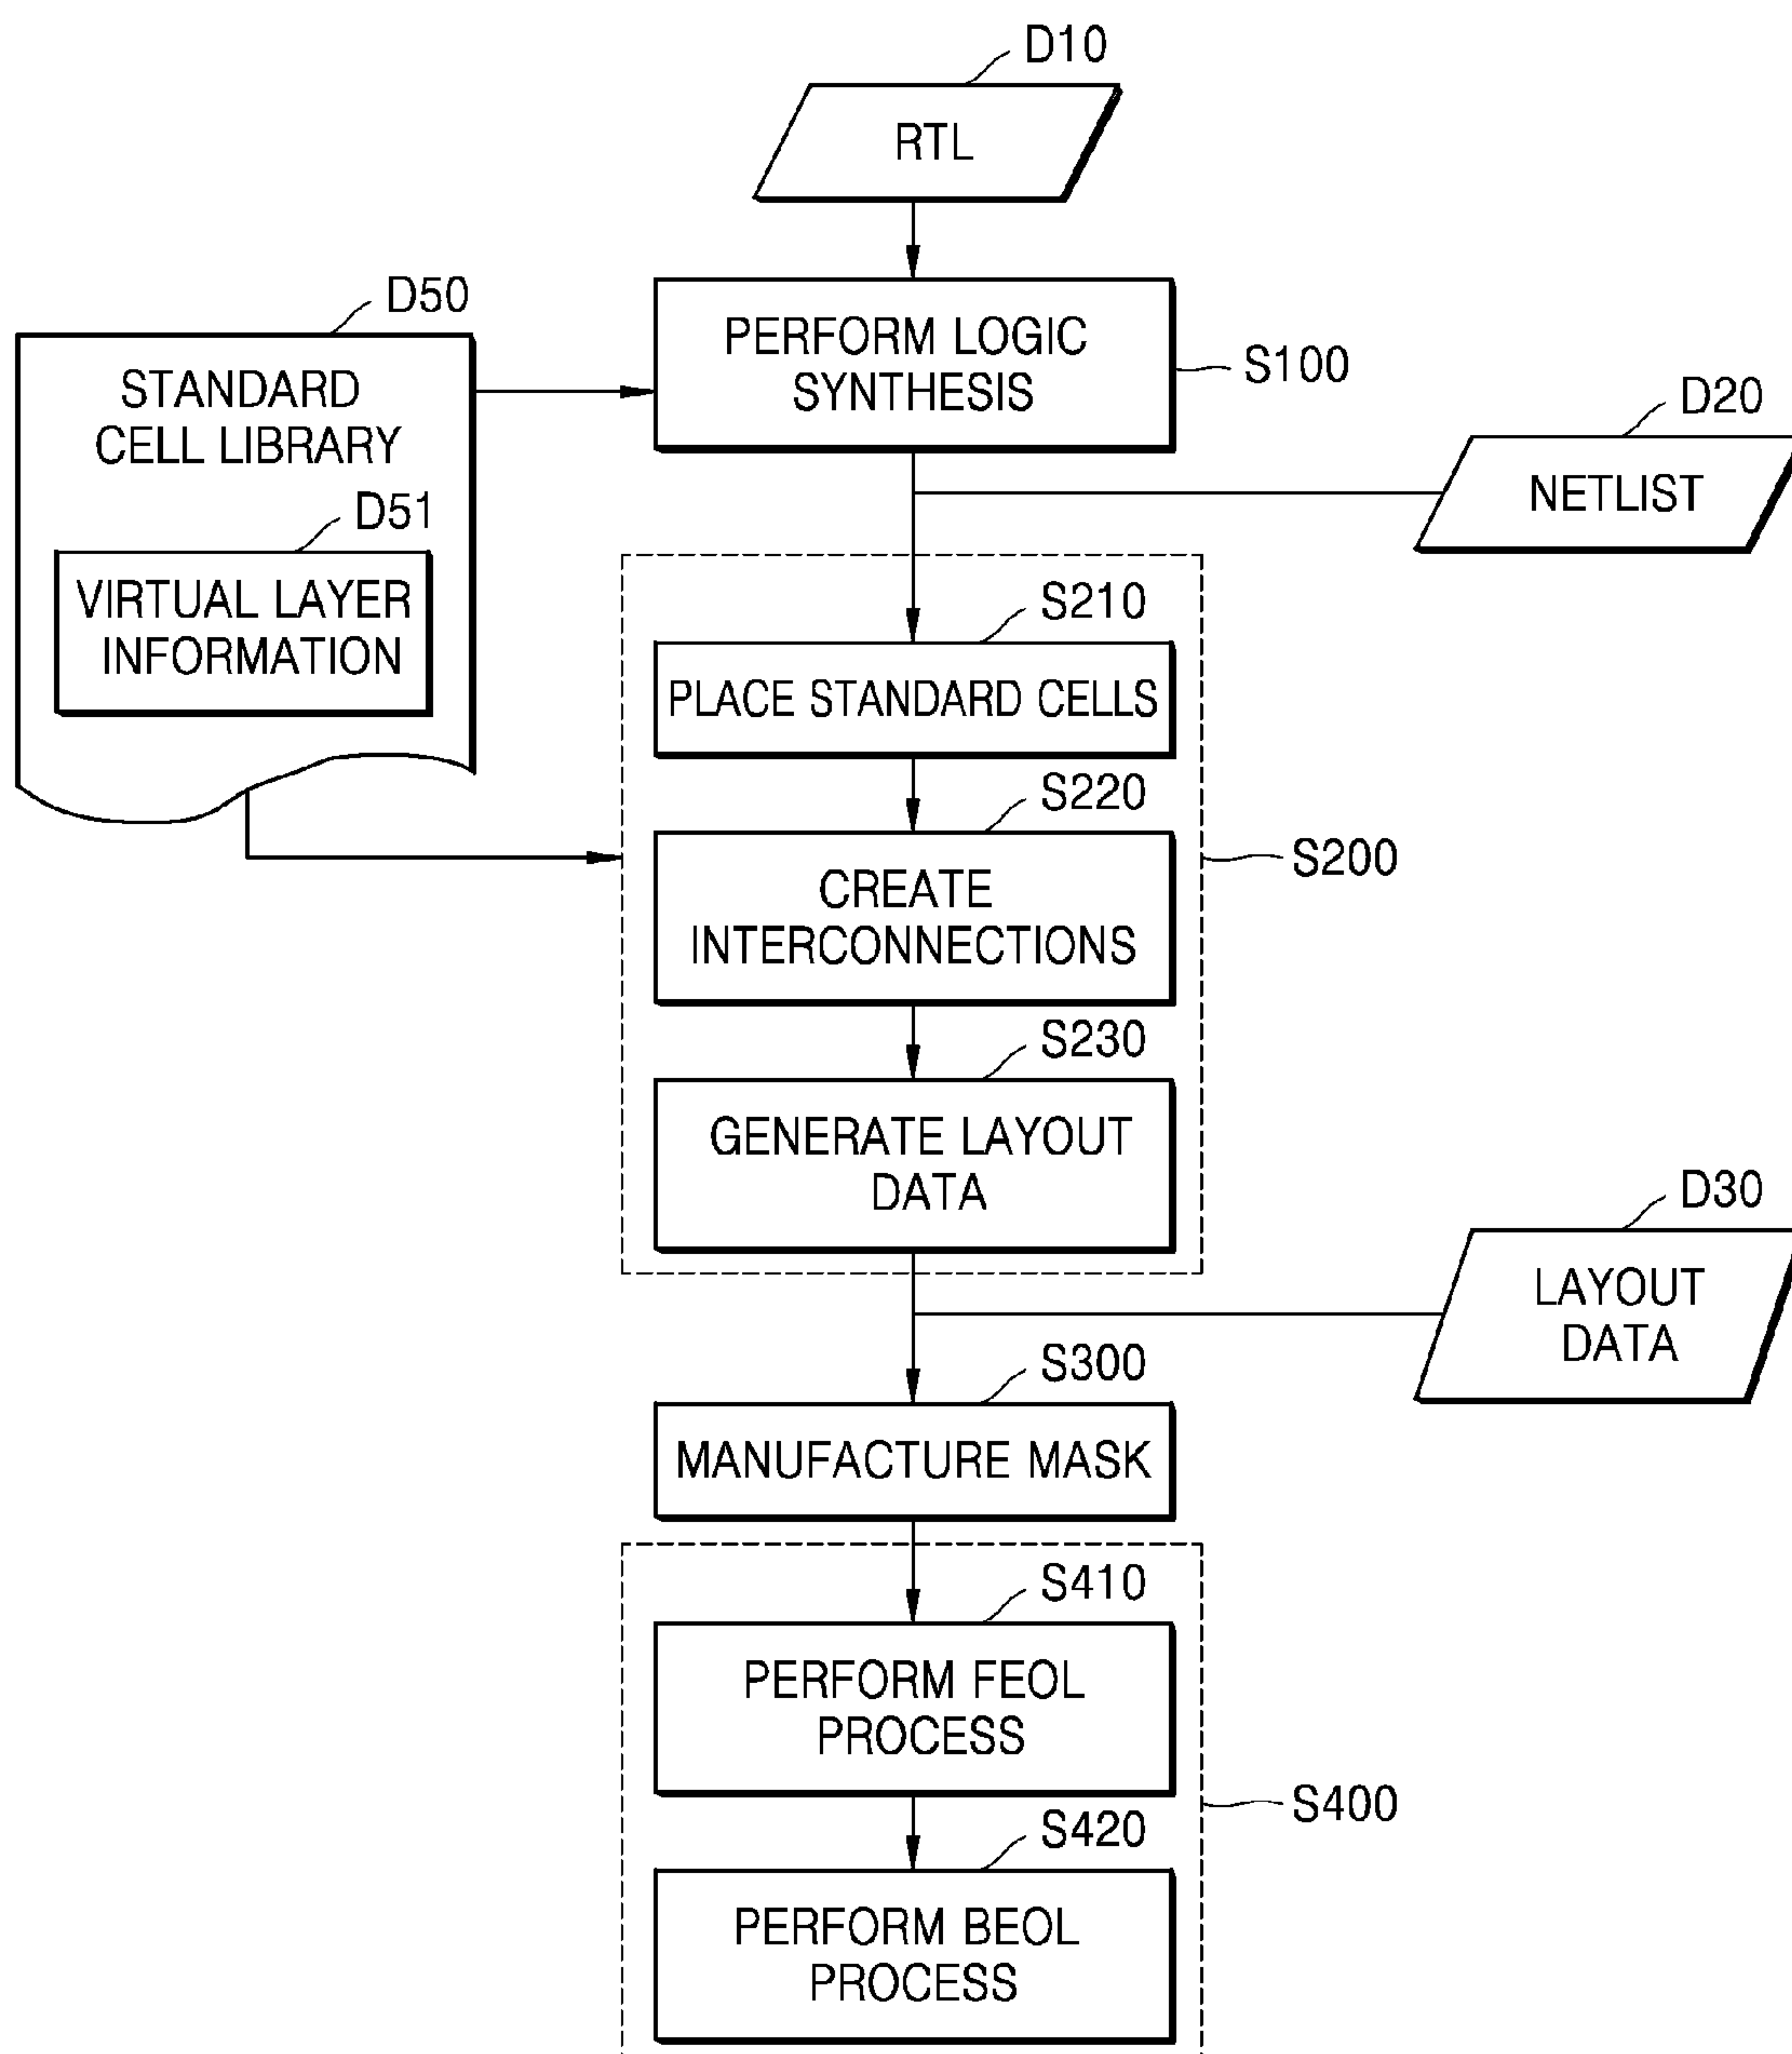 D10
RTL
D50
STANDARD
CELL LIBRARY
D51
VIRTUAL LAYER
INFORMATION
PERFORM LOGIC
SYNTHESIS
S100
D20
NETLIST
S210
PLACE STANDARD CELLS
S220
CREATE
INTERCONNECTIONS
S200
S230
GENERATE LAYOUT
DATA
D30
LAYOUT
DATA
S300
MANUFACTURE MASK
S410
PERFORM FEOL
PROCESS
S400
S420
PERFORM BEOL
PROCESS